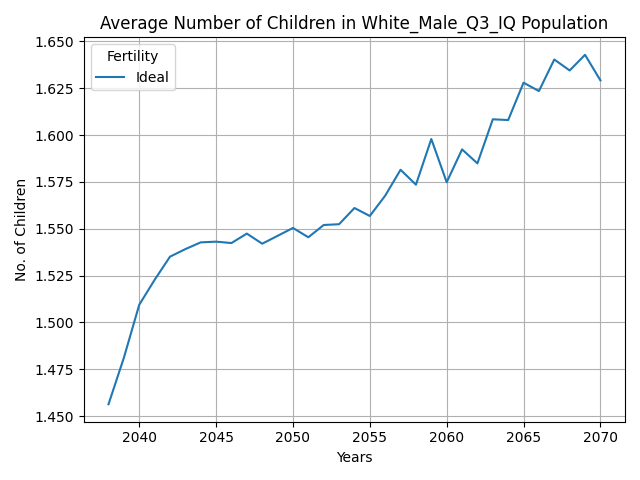 Average Number of Children in White_Male_Q3_IQ Population
Fertility
Ideal
No. of Children
1.650
1.625
1.600
1.575
1.550
1.525
1.500
1.475
1.450
2040 2045 2050 2055 2060 2065 2070
Years